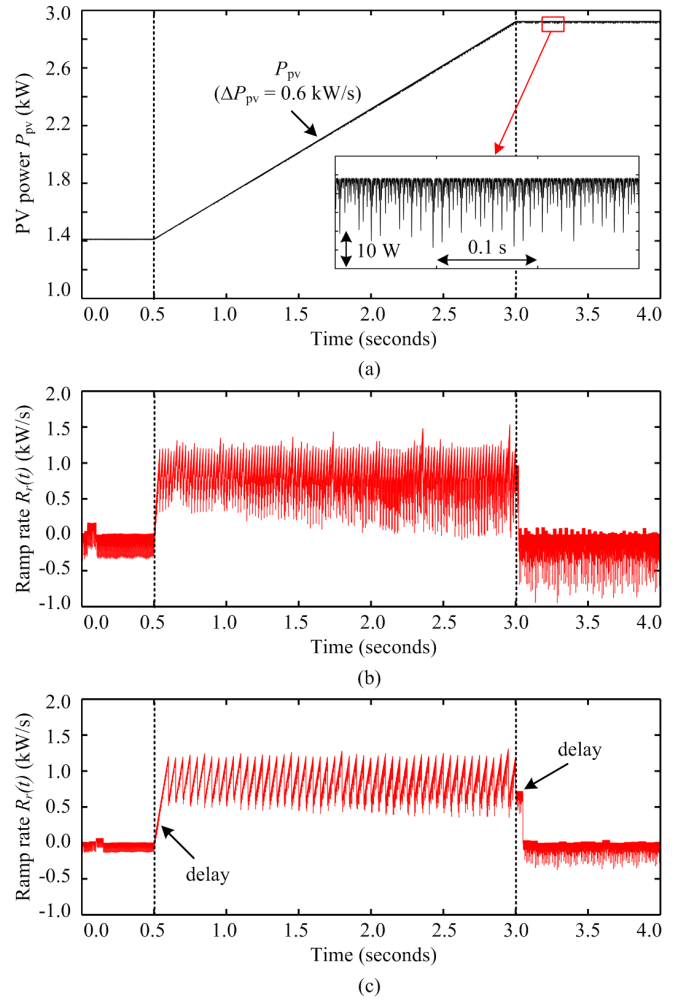 3.0
2.6
2.2
1.8
1.4
1.0
PV power Ppv (kW)
Ppv
(ΔPpv = 0.6 kW/s)
10 W
0.1 s
0.0 0.5 1.0 1.5 2.0 2.5 3.0 3.5 4.0
Time (seconds)
(a)
2.0
1.5
1.0
0.5
0.0
-0.5
-1.0
Ramp rate Rr(t) (kW/s)
0.0 0.5 1.0 1.5 2.0 2.5 3.0 3.5 4.0
Time (seconds)
(b)
2.0
1.5
1.0
0.5
0.0
-0.5
-1.0
Ramp rate Rr(t) (kW/s)
delay
delay
0.0 0.5 1.0 1.5 2.0 2.5 3.0 3.5 4.0
Time (seconds)
(c)